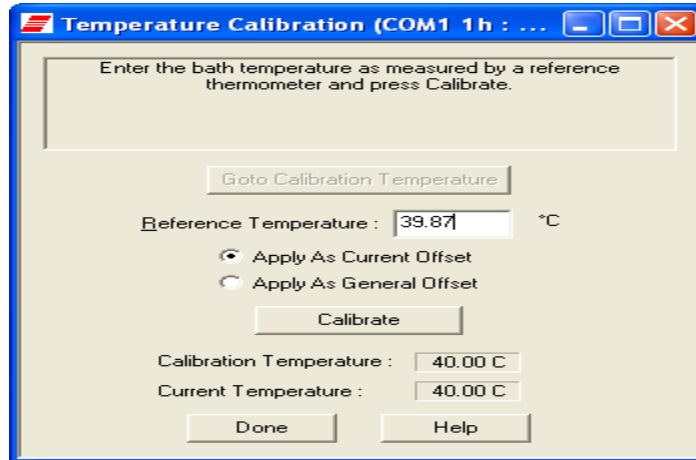 Temperature Calibration (COM1 1h : ...
Enter the bath temperature as measured by a reference
thermometer and press Calibrate.
Goto Calibration Temperature
Reference Temperature : 39.87 °C
Apply As Current Offset
Apply As General Offset
Calibrate
Calibration Temperature : 40.00 C
Current Temperature : 40.00 C
Done Help